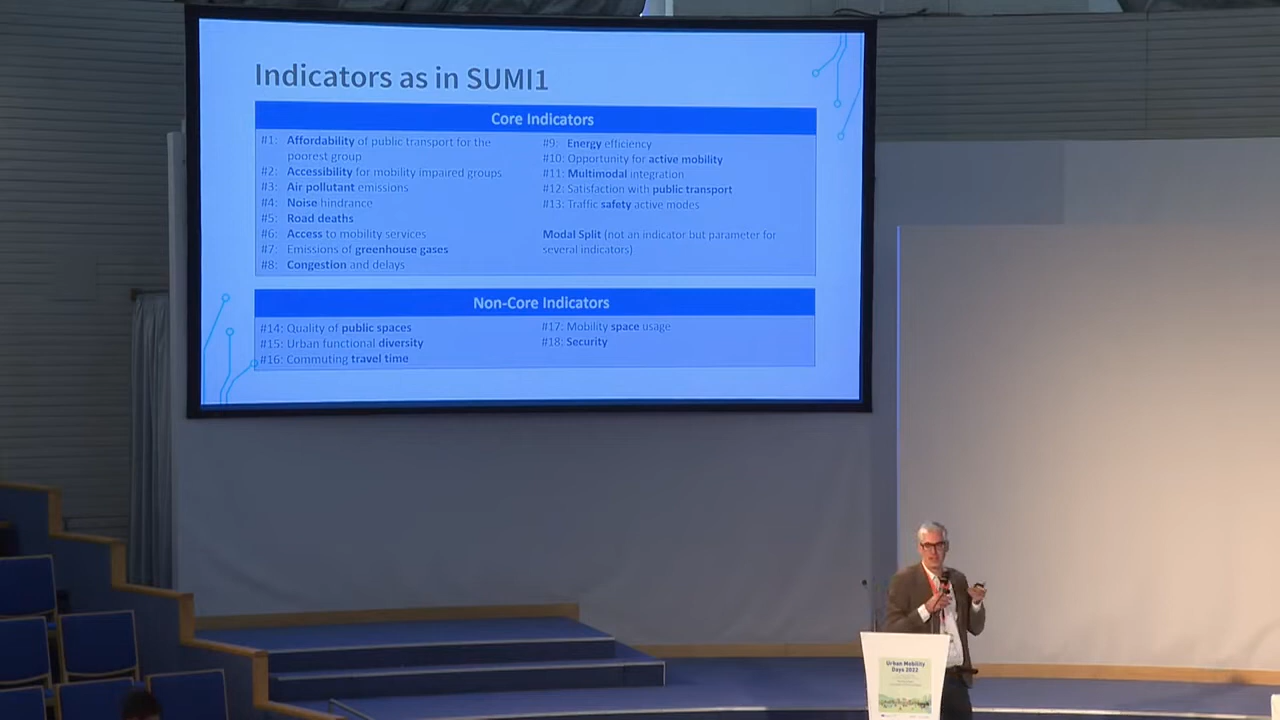 Indicators as in SUMI1
Core Indicators
#1: Affordability of public transport for the
poorest group
#2: Accessibility for mobility impaired groups
#3: Air pollutant emissions
#4: Noise hindrance
#5: Road deaths
#6: Access to mobility services
#7: Emissions of greenhouse gases
#8: Congestion and delays
#9: Energy efficiency
#10: Opportunity for active mobility
#11: Multimodal integration
#12: Satisfaction with public transport
#13: Traffic safety active modes
Modal Split (not an indicator but parameter for
several indicators)
Non-Core Indicators
#14: Quality of public spaces
#15: Urban functional diversity
#16: Commuting travel time
#17: Mobility space usage
#18: Security
Urban Mobility
Days 2022